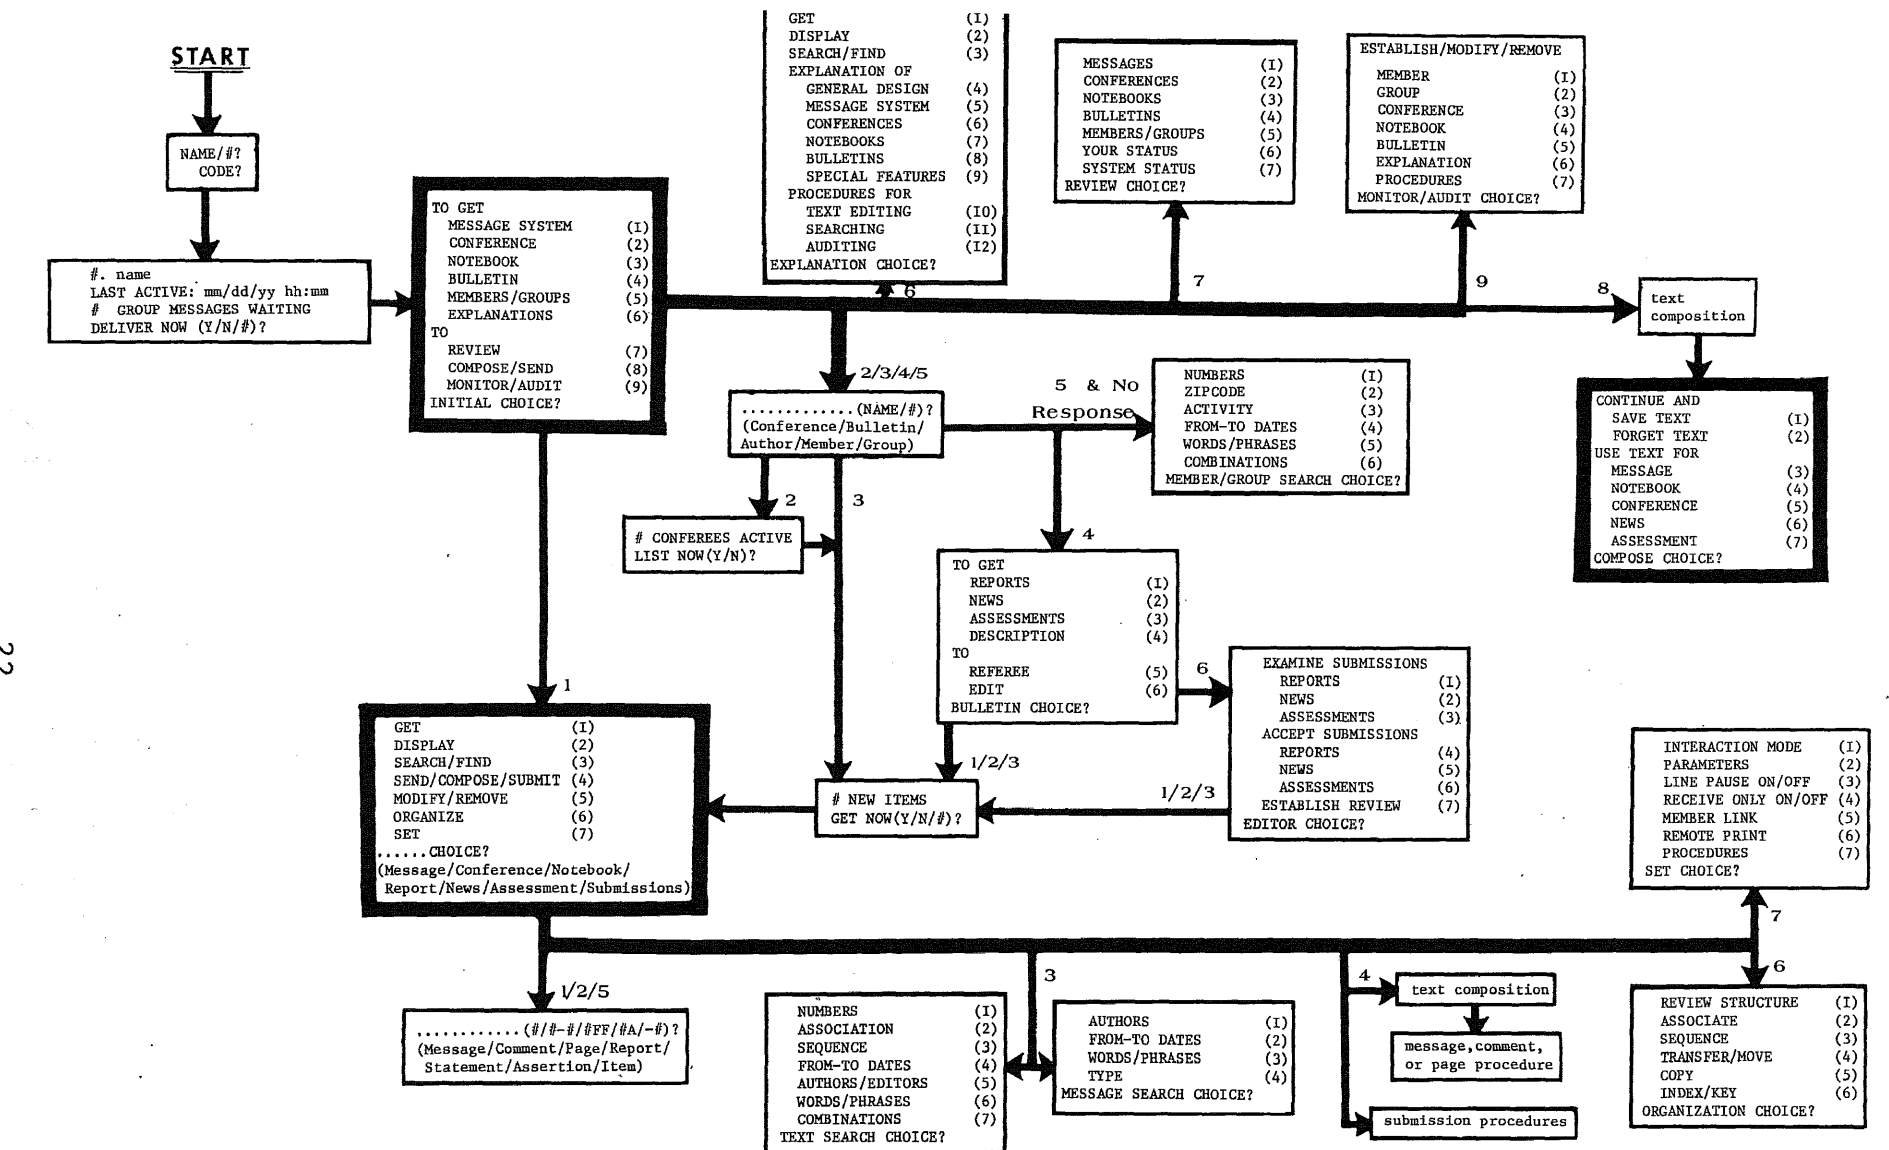 START
NAME/#?
CODE?
#. name
LAST ACTIVE: mm/dd/yy hh:mm
# GROUP MESSAGES WAITING
DELIVER NOW (Y/N/#)?
TO GET
MESSAGE SYSTEM (I)
CONFERENCE (2)
NOTEBOOK (3)
BULLETIN (4)
MEMBERS/GROUPS (5)
EXPLANATIONS (6)
TO
REVIEW (7)
COMPOSE/SEND (8)
MONITOR/AUDIT (9)
INITIAL CHOICE?
GET (I)
DISPLAY (2)
SEARCH/FIND (3)
EXPLANATION OF
GENERAL DESIGN (4)
MESSAGE SYSTEM (5)
CONFERENCES (6)
NOTEBOOKS (7)
BULLETINS (8)
SPECIAL FEATURES (9)
PROCEDURES FOR
TEXT EDITING (IO)
SEARCHING (II)
AUDITING (I2)
EXPLANATION CHOICE?
6
MESSAGES (I)
CONFERENCES (2)
NOTEBOOKS (3)
BULLETINS (4)
MEMBERS/GROUPS (5)
YOUR STATUS (6)
SYSTEM STATUS (7)
REVIEW CHOICE?
7
ESTABLISH/MODIFY/REMOVE
MEMBER (I)
GROUP (2)
CONFERENCE (3)
NOTEBOOK (4)
BULLETIN (5)
EXPLANATION (6)
PROCEDURES (7)
MONITOR/AUDIT CHOICE?
9
8
text
composition
CONTINUE AND
SAVE TEXT (I)
FORGET TEXT (2)
USE TEXT FOR
MESSAGE (3)
NOTEBOOK (4)
CONFERENCE (5)
NEWS (6)
ASSESSMENT (7)
COMPOSE CHOICE?
2/3/4/5
.............(NAME/#)?
(Conference/Bulletin/
Author/Member/Group)
5 & No
Response
NUMBERS (I)
ZIPCODE (2)
ACTIVITY (3)
FROM-TO DATES (4)
WORDS/PHRASES (5)
COMBINATIONS (6)
MEMBER/GROUP SEARCH CHOICE?
2
3
# CONFEREES ACTIVE
LIST NOW(Y/N)?
4
TO GET
REPORTS (I)
NEWS (2)
ASSESSMENTS (3)
DESCRIPTION (4)
TO
REFEREE (5)
EDIT (6)
BULLETIN CHOICE?
6
EXAMINE SUBMISSIONS
REPORTS (I)
NEWS (2)
ASSESSMENTS (3)
ACCEPT SUBMISSIONS
REPORTS (4)
NEWS (5)
ASSESSMENTS (6)
ESTABLISH REVIEW (7)
EDITOR CHOICE?
1/2/3
1/2/3
# NEW ITEMS
GET NOW(Y/N/#)?
22
1
GET (I)
DISPLAY (2)
SEARCH/FIND (3)
SEND/COMPOSE/SUBMIT (4)
MODIFY/REMOVE (5)
ORGANIZE (6)
SET (7)
......CHOICE?
(Message/Conference/Notebook/
Report/News/Assessment/Submissions)
INTERACTION MODE (I)
PARAMETERS (2)
LINE PAUSE ON/OFF (3)
RECEIVE ONLY ON/OFF (4)
MEMBER LINK (5)
REMOTE PRINT (6)
PROCEDURES (7)
SET CHOICE?
7
1/2/5
............(#/#-#/#FF/#A/-#)?
(Message/Comment/Page/Report/
Statement/Assertion/Item)
3
NUMBERS (I)
ASSOCIATION (2)
SEQUENCE (3)
FROM-TO DATES (4)
AUTHORS/EDITORS (5)
WORDS/PHRASES (6)
COMBINATIONS (7)
TEXT SEARCH CHOICE?
AUTHORS (I)
FROM-TO DATES (2)
WORDS/PHRASES (3)
TYPE (4)
MESSAGE SEARCH CHOICE?
4
text composition
message,comment,
or page procedure
submission procedures
6
REVIEW STRUCTURE (I)
ASSOCIATE (2)
SEQUENCE (3)
TRANSFER/MOVE (4)
COPY (5)
INDEX/KEY (6)
ORGANIZATION CHOICE?